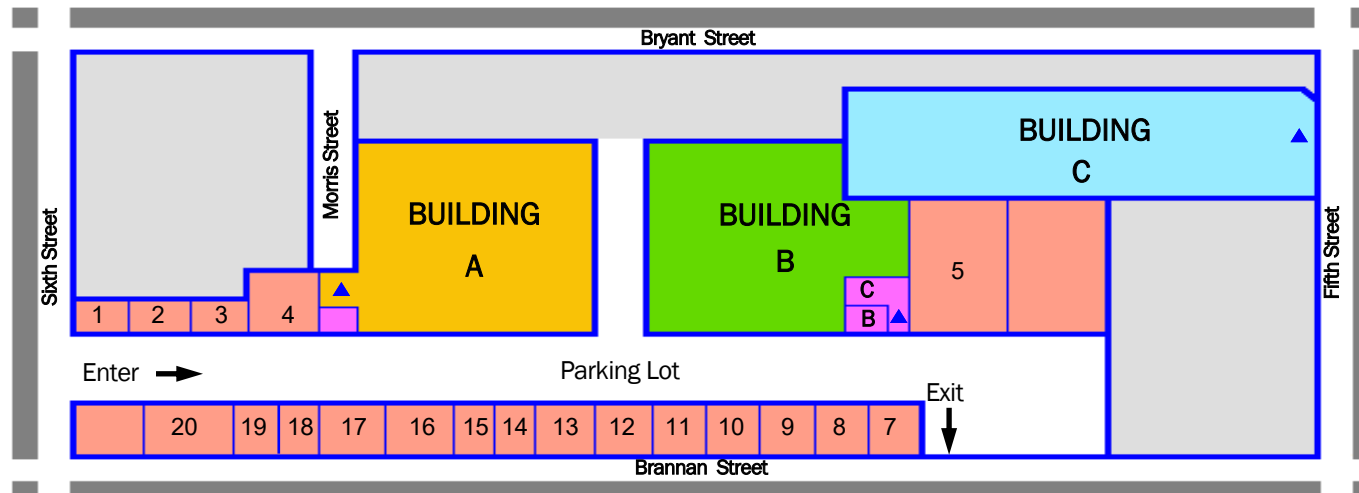 Bryant Street
BUILDING
C
Morris Street
BUILDING
A
BUILDING
B
Sixth Street
Fifth Street
5
C
B
1 2 3 4
Enter
Parking Lot
Exit
20 19 18 17 16 15 14 13 12 11 10 9 8 7
Brannan Street